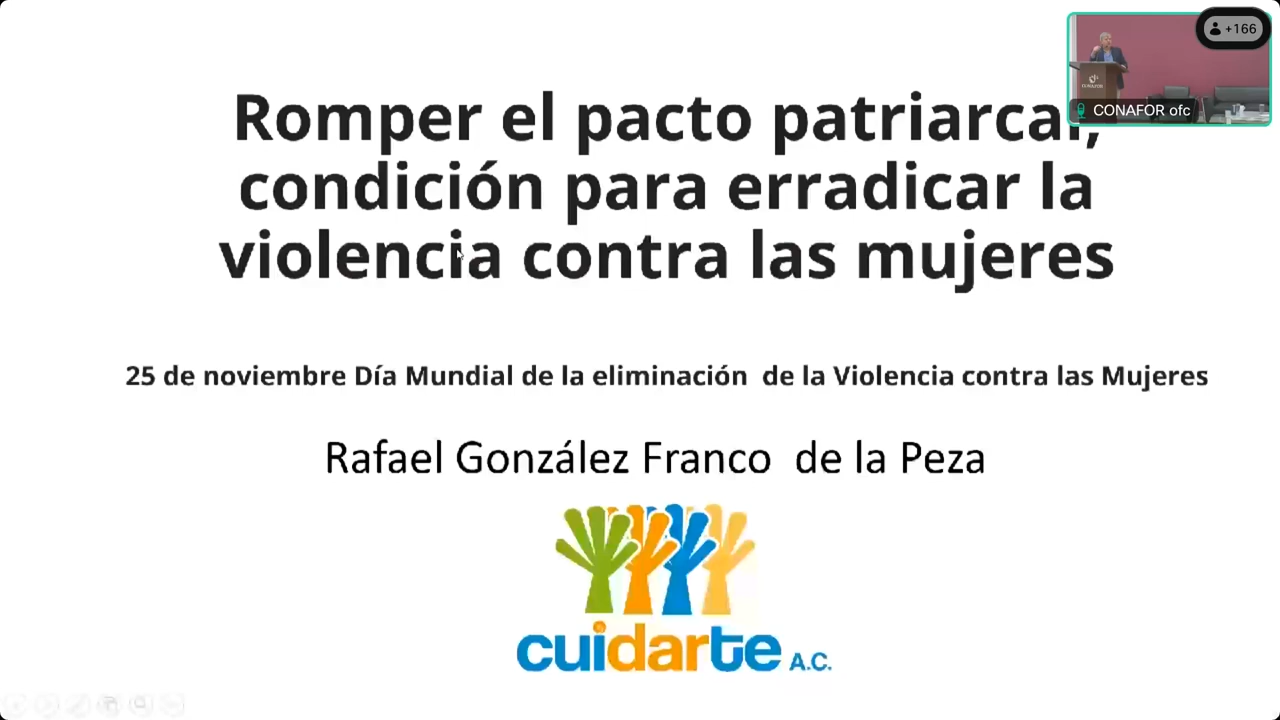 +166
CONAFOR ofc
Romper el pacto patriarcal,
condición para erradicar la
violencia contra las mujeres
25 de noviembre Día Mundial de la eliminación de la Violencia contra las Mujeres
Rafael González Franco de la Peza
cuidarte A.C.
CONAFOR